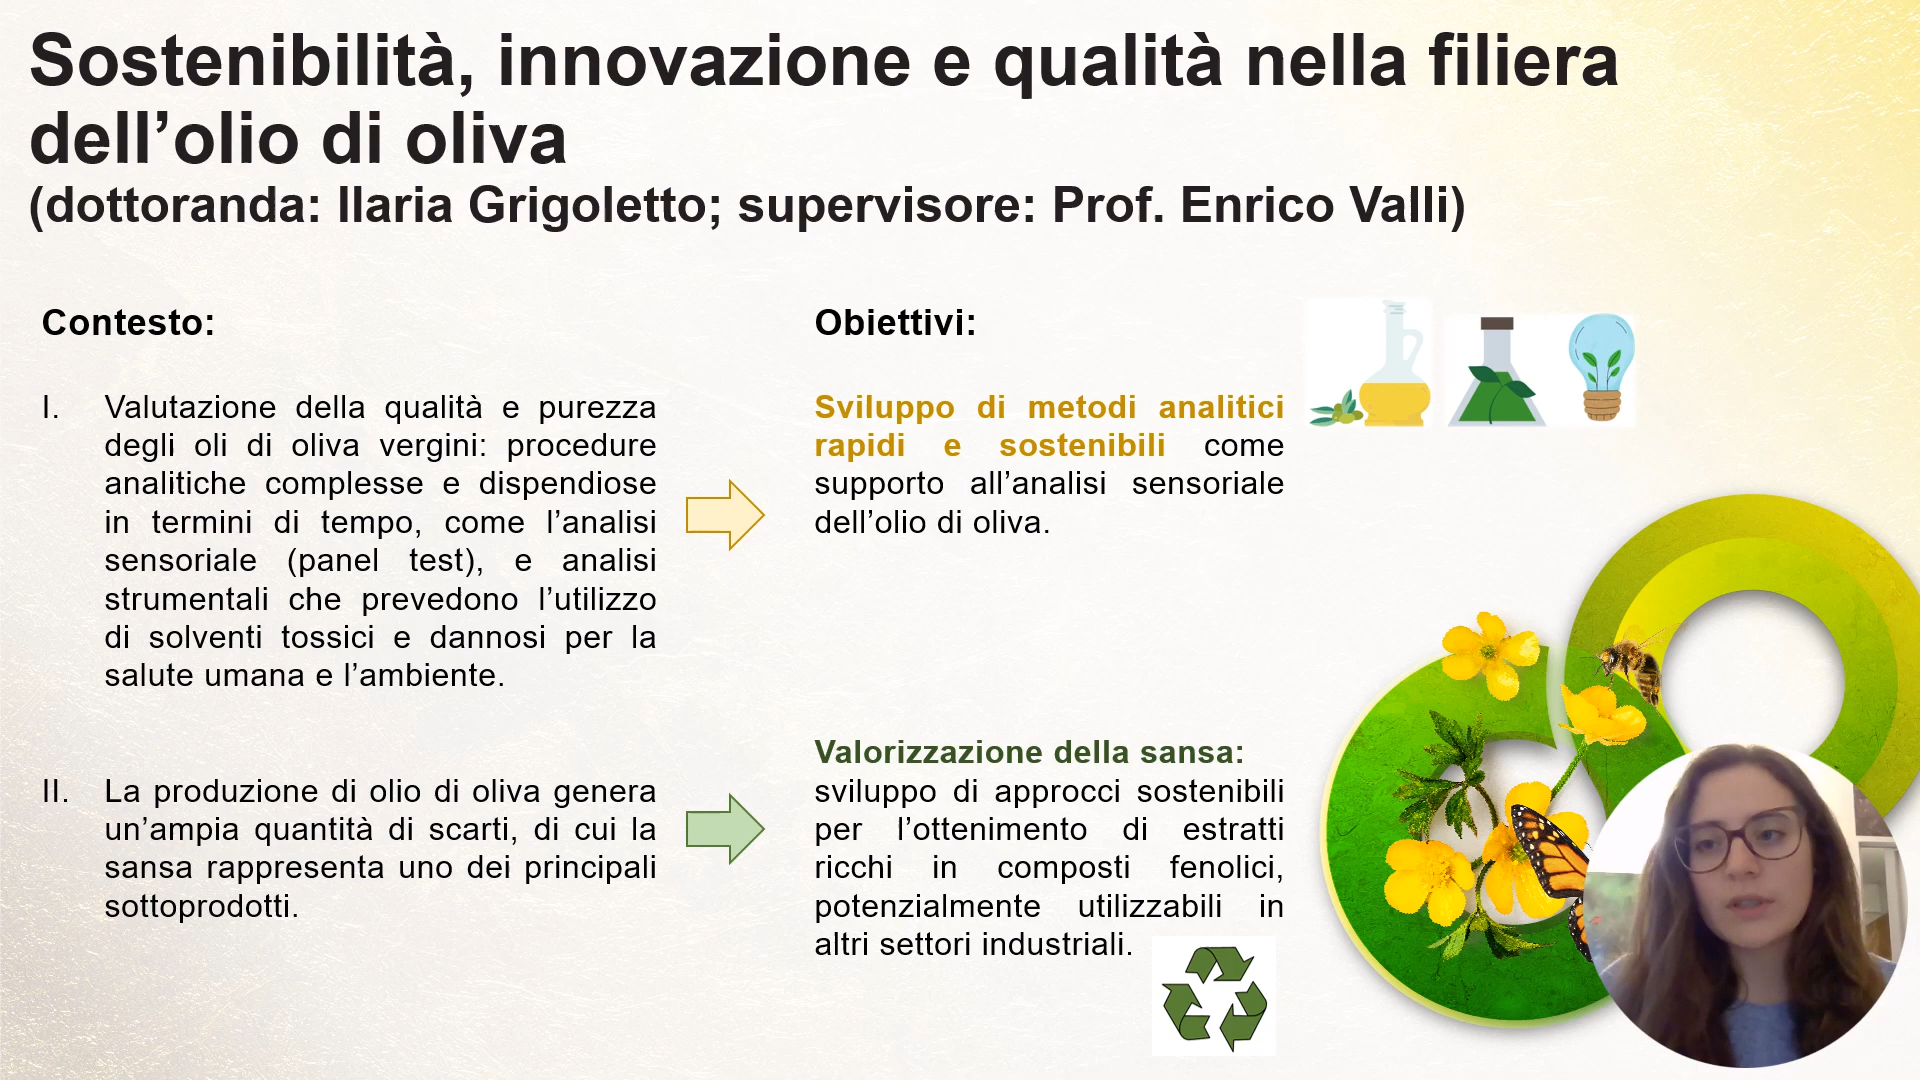 Sostenibilità, innovazione e qualità nella filiera
dell’olio di oliva
(dottoranda: Ilaria Grigoletto; supervisore: Prof. Enrico Valli)
Contesto:
I. Valutazione della qualità e purezza
degli oli di oliva vergini: procedure
analitiche complesse e dispendiose
in termini di tempo, come l’analisi
sensoriale (panel test), e analisi
strumentali che prevedono l’utilizzo
di solventi tossici e dannosi per la
salute umana e l’ambiente.
II. La produzione di olio di oliva genera
un’ampia quantità di scarti, di cui la
sansa rappresenta uno dei principali
sottoprodotti.
Obiettivi:
Sviluppo di metodi analitici
rapidi e sostenibili come
supporto all’analisi sensoriale
dell’olio di oliva.
Valorizzazione della sansa:
sviluppo di approcci sostenibili
per l’ottenimento di estratti
ricchi in composti fenolici,
potenzialmente utilizzabili in
altri settori industriali.